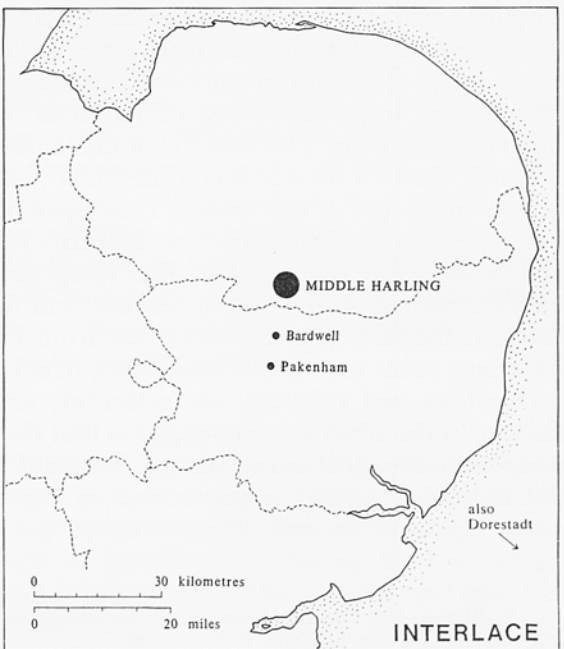 MIDDLE HARLING
Bardwell
Pakenham
also
Dorestadt
0 30 kilometres
0 20 miles
INTERLACE